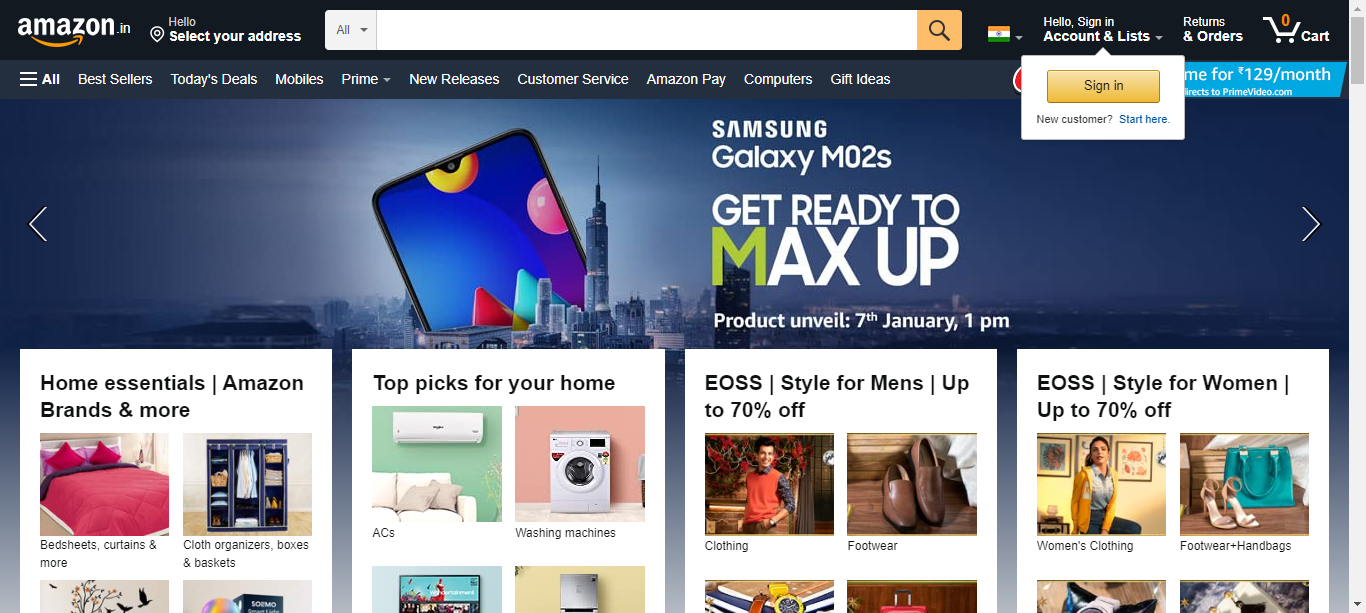 amazon.in
Hello
Select your address
All
Hello, Sign in
Account & Lists
Returns
& Orders
0
Cart
All
Best Sellers
Today's Deals
Mobiles
Prime
New Releases
Customer Service
Amazon Pay
Computers
Gift Ideas
me for ₹129/month
irects to PrimeVideo.com
Sign in
New customer? Start here.
SAMSUNG
Galaxy M02s
GET READY TO
MAX UP
Product unveil: 7th January, 1 pm
Home essentials | Amazon
Brands & more
Bedsheets, curtains &
more
Cloth organizers, boxes
& baskets
SOLIMO
Top picks for your home
ACs
Washing machines
EOSS | Style for Mens | Up
to 70% off
Clothing
Footwear
EOSS | Style for Women |
Up to 70% off
Women's Clothing
Footwear+Handbags